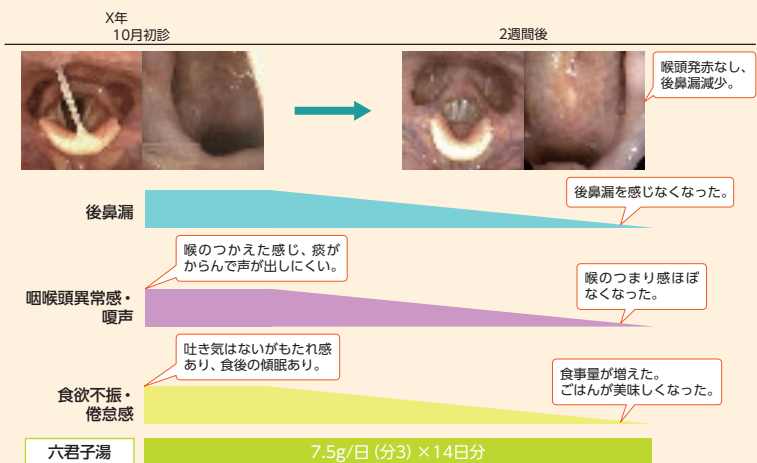 X年
10月初診
2週間後
喉頭発赤なし、
後鼻漏減少。
後鼻漏を感じなくなった。
後鼻漏
喉のつかえた感じ、痰が
からんで声が出しにくい。
喉のつまり感ほぼ
なくなった。
咽喉頭異常感・
嗄声
吐き気はないがもたれ感
あり、食後の傾眠あり。
食事量が増えた。
ごはんが美味しくなった。
食欲不振・
倦怠感
六君子湯
7.5g/日（分3）×14日分